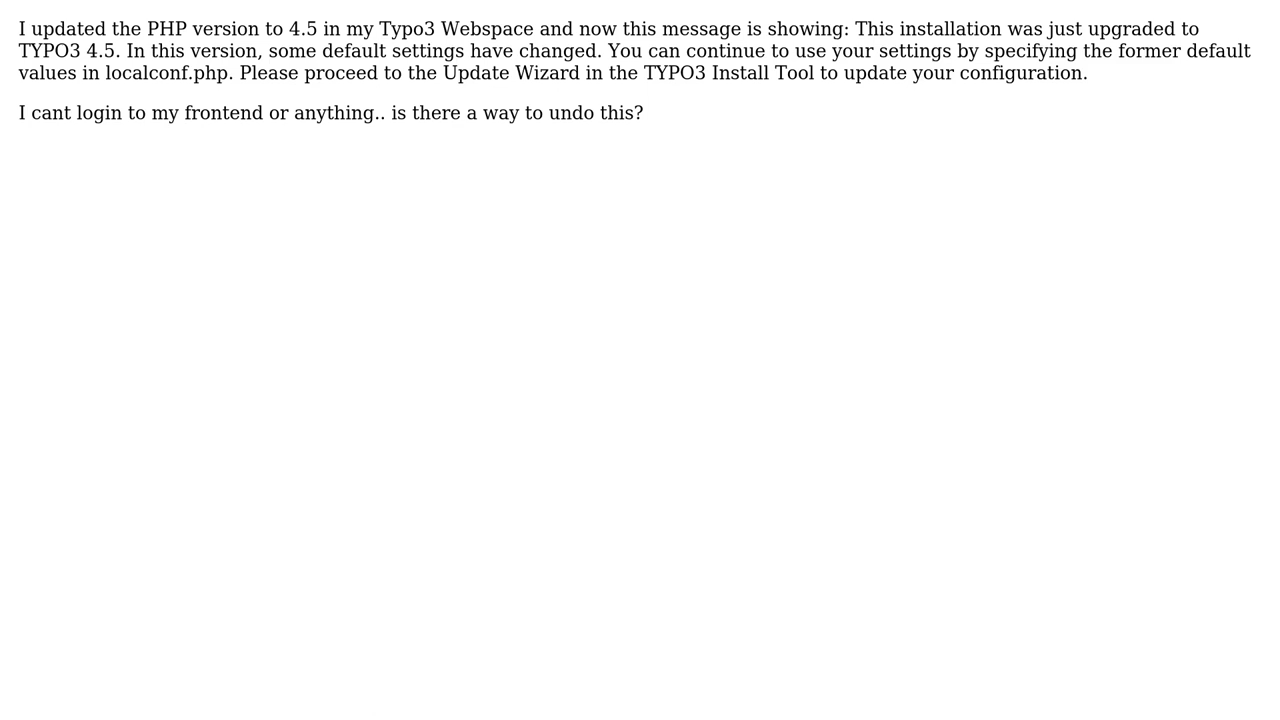 I updated the PHP version to 4.5 in my Typo3 Webspace and now this message is showing: This installation was just upgraded to
TYPO3 4.5. In this version, some default settings have changed. You can continue to use your settings by specifying the former default
values in localconf.php. Please proceed to the Update Wizard in the TYPO3 Install Tool to update your configuration.
I cant login to my frontend or anything.. is there a way to undo this?